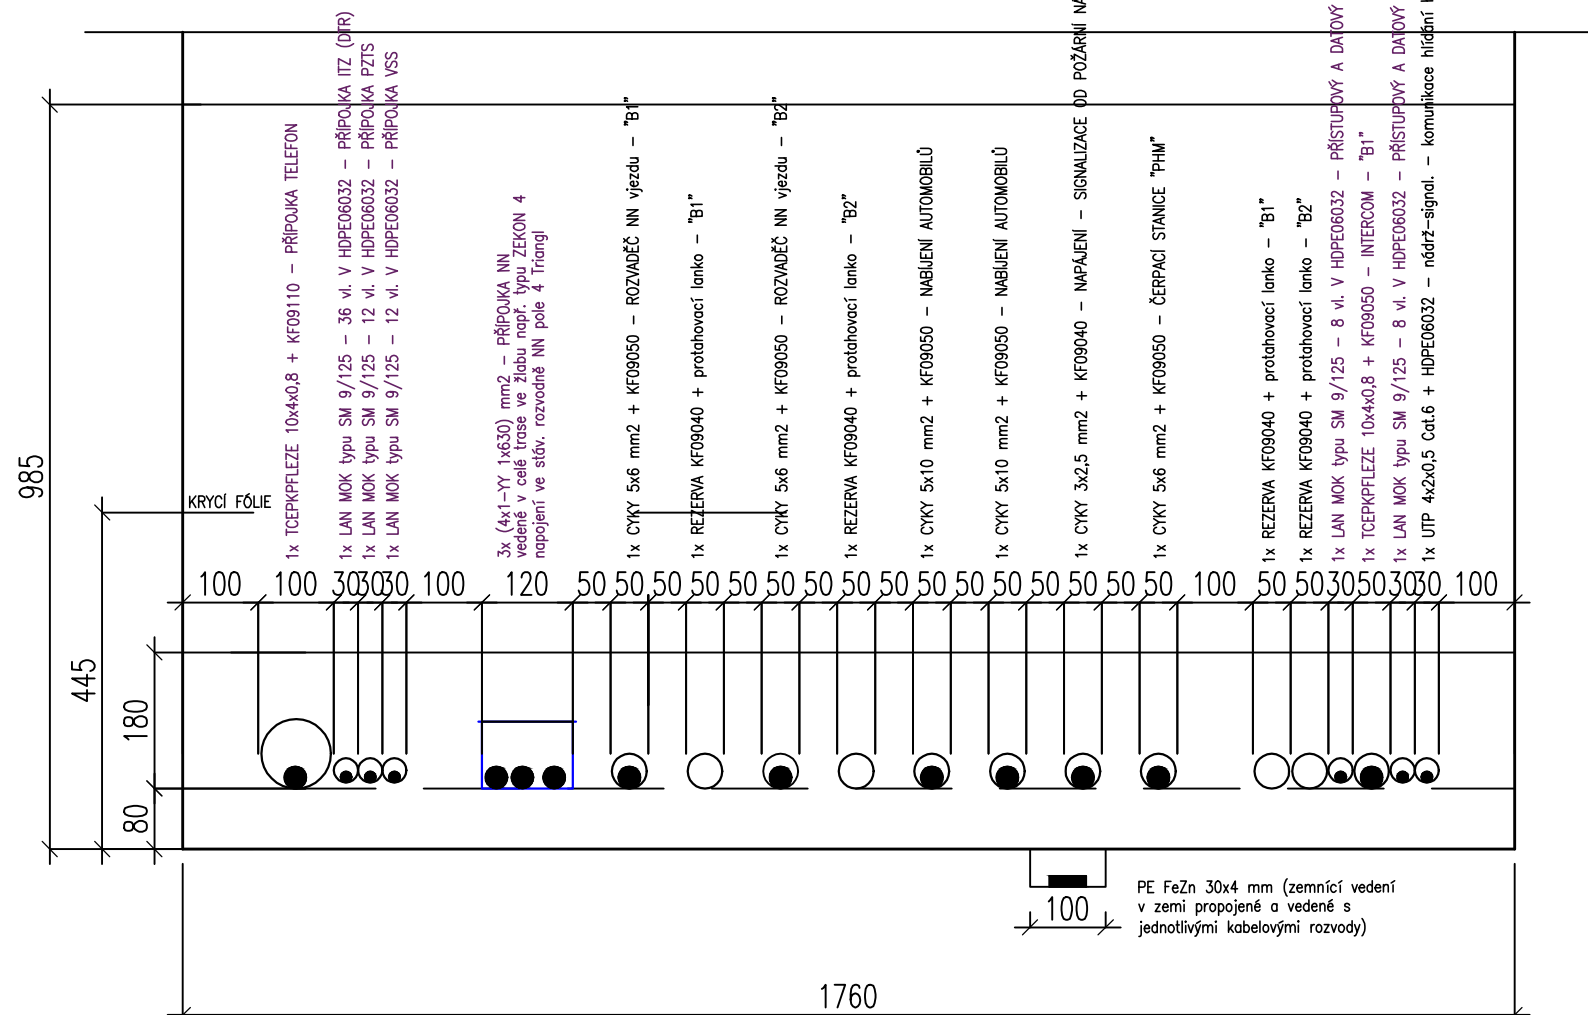 1x TCEPKPFLEZE 10x4x0,8 + KF09110 – PŘÍPOJKA TELEFON
1x LAN MOK typu SM 9/125 – 36 vl. V HDPE06032 – PŘÍPOJKA ITZ (DTR)
1x LAN MOK typu SM 9/125 – 12 vl. V HDPE06032 – PŘÍPOJKA PZTS
1x LAN MOK typu SM 9/125 – 12 vl. V HDPE06032 – PŘÍPOJKA VSS
3x (4x1–YY 1x630) mm2 – PŘÍPOJKA NN
vedené v celé trase ve žlabu např. typu ZEKON 4
napojení ve stáv. rozvodně NN pole 4 Triangl
1x CYKY 5x6 mm2 + KF09050 – ROZVADĚČ NN vjezdu – "B1"
1x REZERVA KF09040 + protahovací lanko – "B1"
1x CYKY 5x6 mm2 + KF09050 – ROZVADĚČ NN vjezdu – "B2"
1x REZERVA KF09040 + protahovací lanko – "B2"
1x CYKY 5x10 mm2 + KF09050 – NABÍJENÍ AUTOMOBILŮ
1x CYKY 5x10 mm2 + KF09050 – NABÍJENÍ AUTOMOBILŮ
1x CYKY 3x2,5 mm2 + KF09040 – NAPÁJENÍ – SIGNALIZACE OD POŽÁRNÍ
1x CYKY 5x6 mm2 + KF09050 – ČERPACÍ STANICE "PHM"
1x REZERVA KF09040 + protahovací lanko – "B1"
1x REZERVA KF09040 + protahovací lanko – "B2"
1x LAN MOK typu SM 9/125 – 8 vl. V HDPE06032 – PŘÍSTUPOVÝ A DATOVÝ
1x TCEPKPFLEZE 10x4x0,8 + KF09050 – INTERCOM – "B1"
1x LAN MOK typu SM 9/125 – 8 vl. V HDPE06032 – PŘÍSTUPOVÝ A DATOVÝ
1x UTP 4x2x0,5 Cat.6 + HDPE06032 – nádrž–signal. – komunikace hlídání
KRYCÍ FÓLIE
100 100 30 30 30 100 120 50 50 50 50 50 50 50 50 50 50 50 50 50 50 50 50 100 50 50 30 50 30 30 100
985
445
180
80
100
PE FeZn 30x4 mm (zemnící vedení
v zemi propojené a vedené s
jednotlivými kabelovými rozvody)
1760